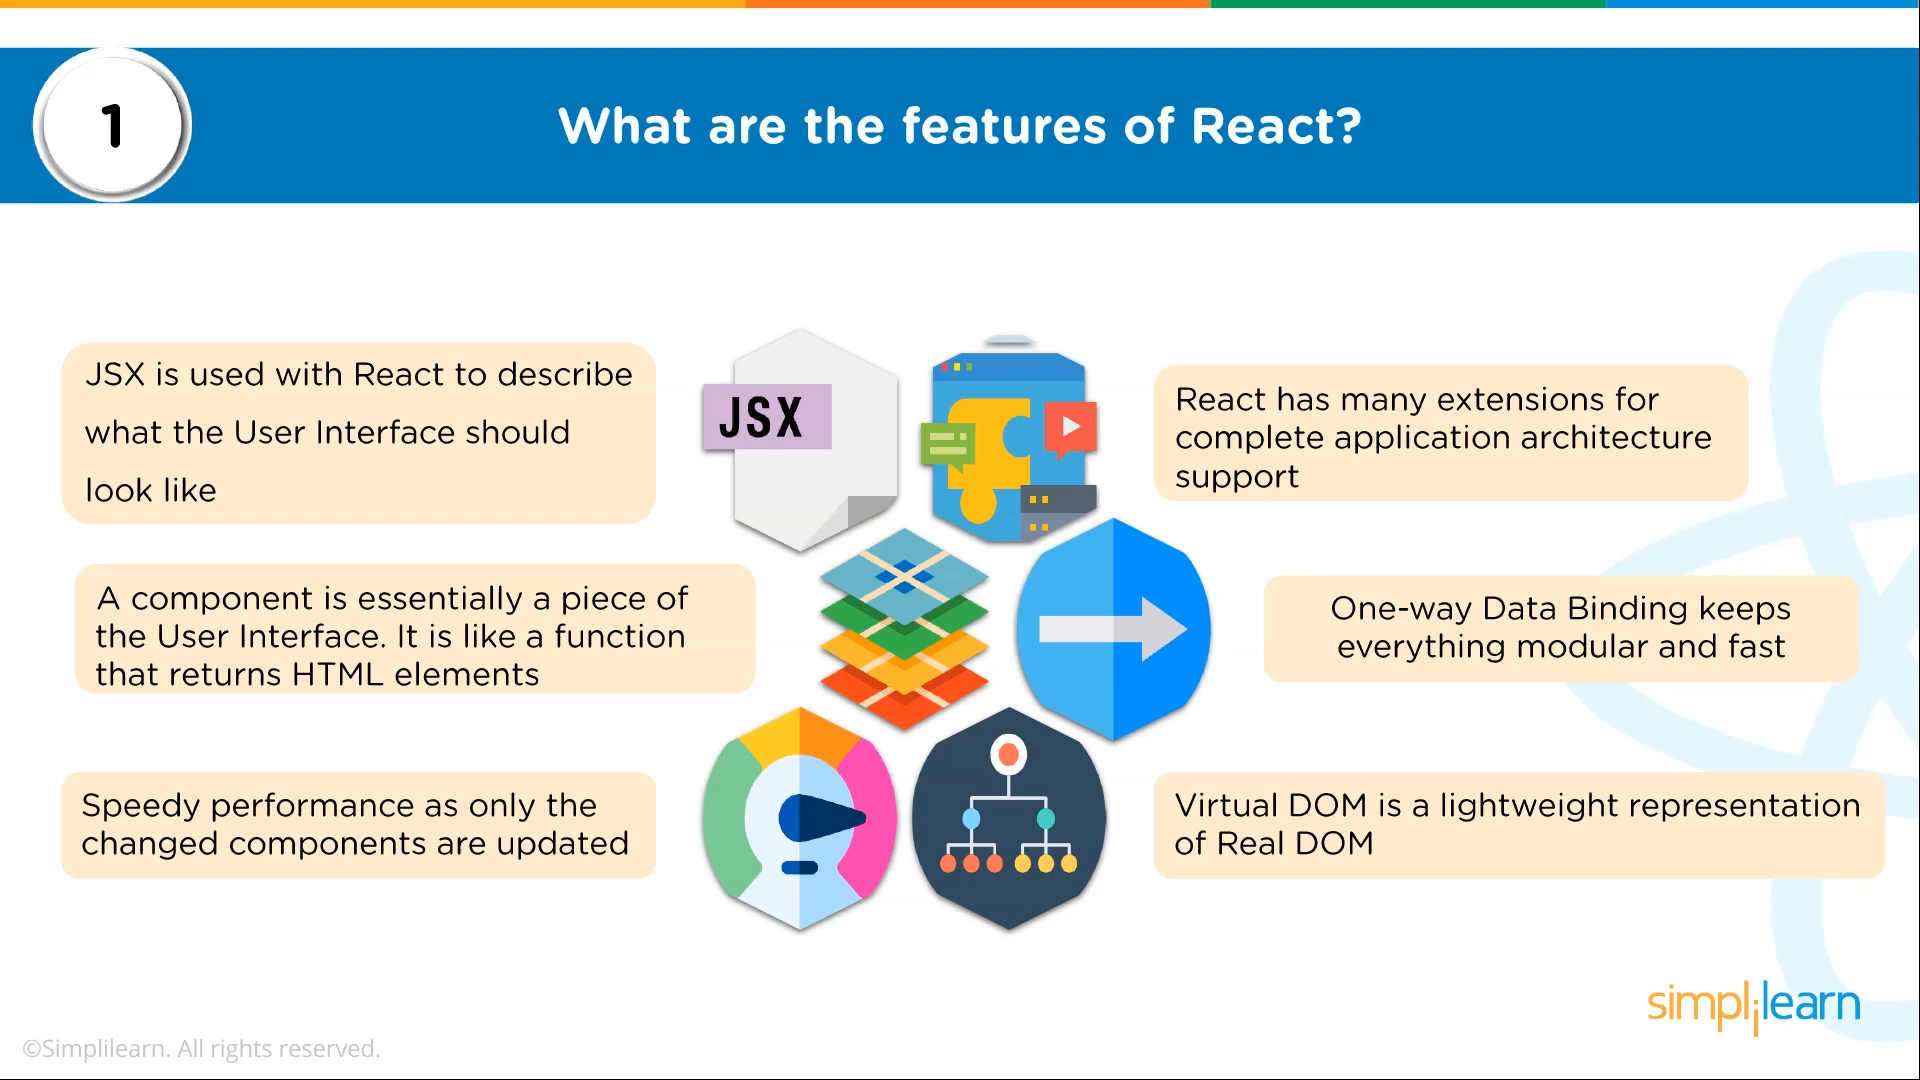 1
What are the features of React?
JSX is used with React to describe
what the User Interface should
look like
JSX
React has many extensions for
complete application architecture
support
A component is essentially a piece of
the User Interface. It is like a function
that returns HTML elements
One-way Data Binding keeps
everything modular and fast
Speedy performance as only the
changed components are updated
Virtual DOM is a lightweight representation
of Real DOM
simplilearn
©Simplilearn. All rights reserved.